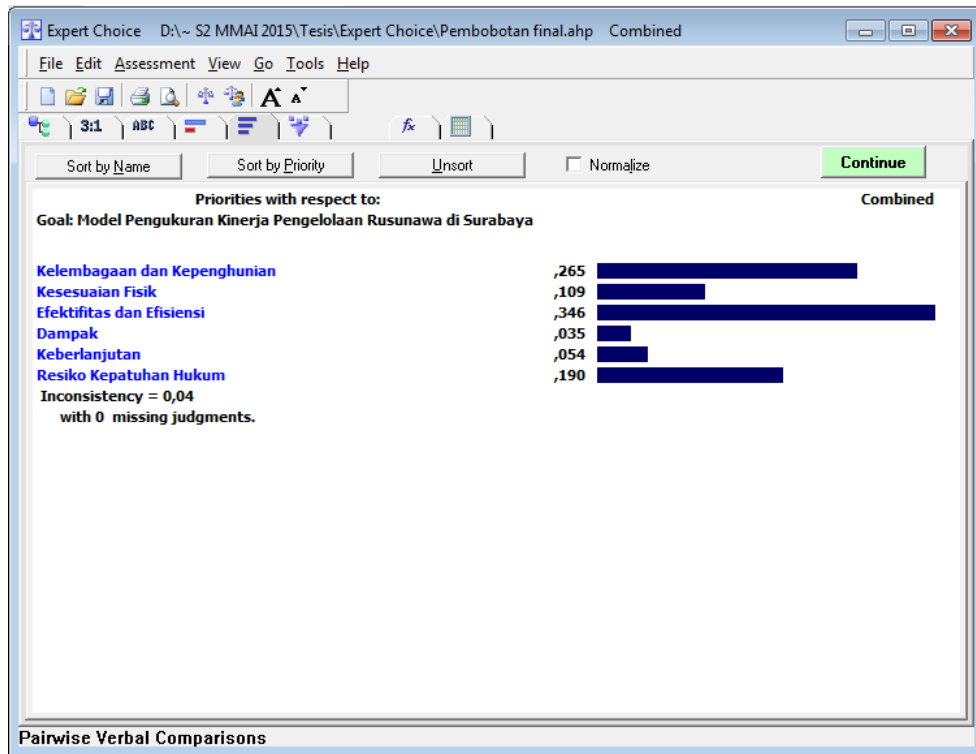 Expert Choice D:\~ S2 MMAI 2015\Tesis\Expert Choice\Pembobotan final.ahp Combined
File Edit Assessment View Go Tools Help
A A
3:1 ABC fx
Sort by Name Sort by Priority Unsort Normalize Continue
Priorities with respect to: Combined
Goal: Model Pengukuran Kinerja Pengelolaan Rusunawa di Surabaya
Kelembagaan dan Kepenghunian ,265
Kesesuaian Fisik ,109
Efektifitas dan Efisiensi ,346
Dampak ,035
Keberlanjutan ,054
Resiko Kepatuhan Hukum ,190
Inconsistency = 0,04
with 0 missing judgments.
Pairwise Verbal Comparisons